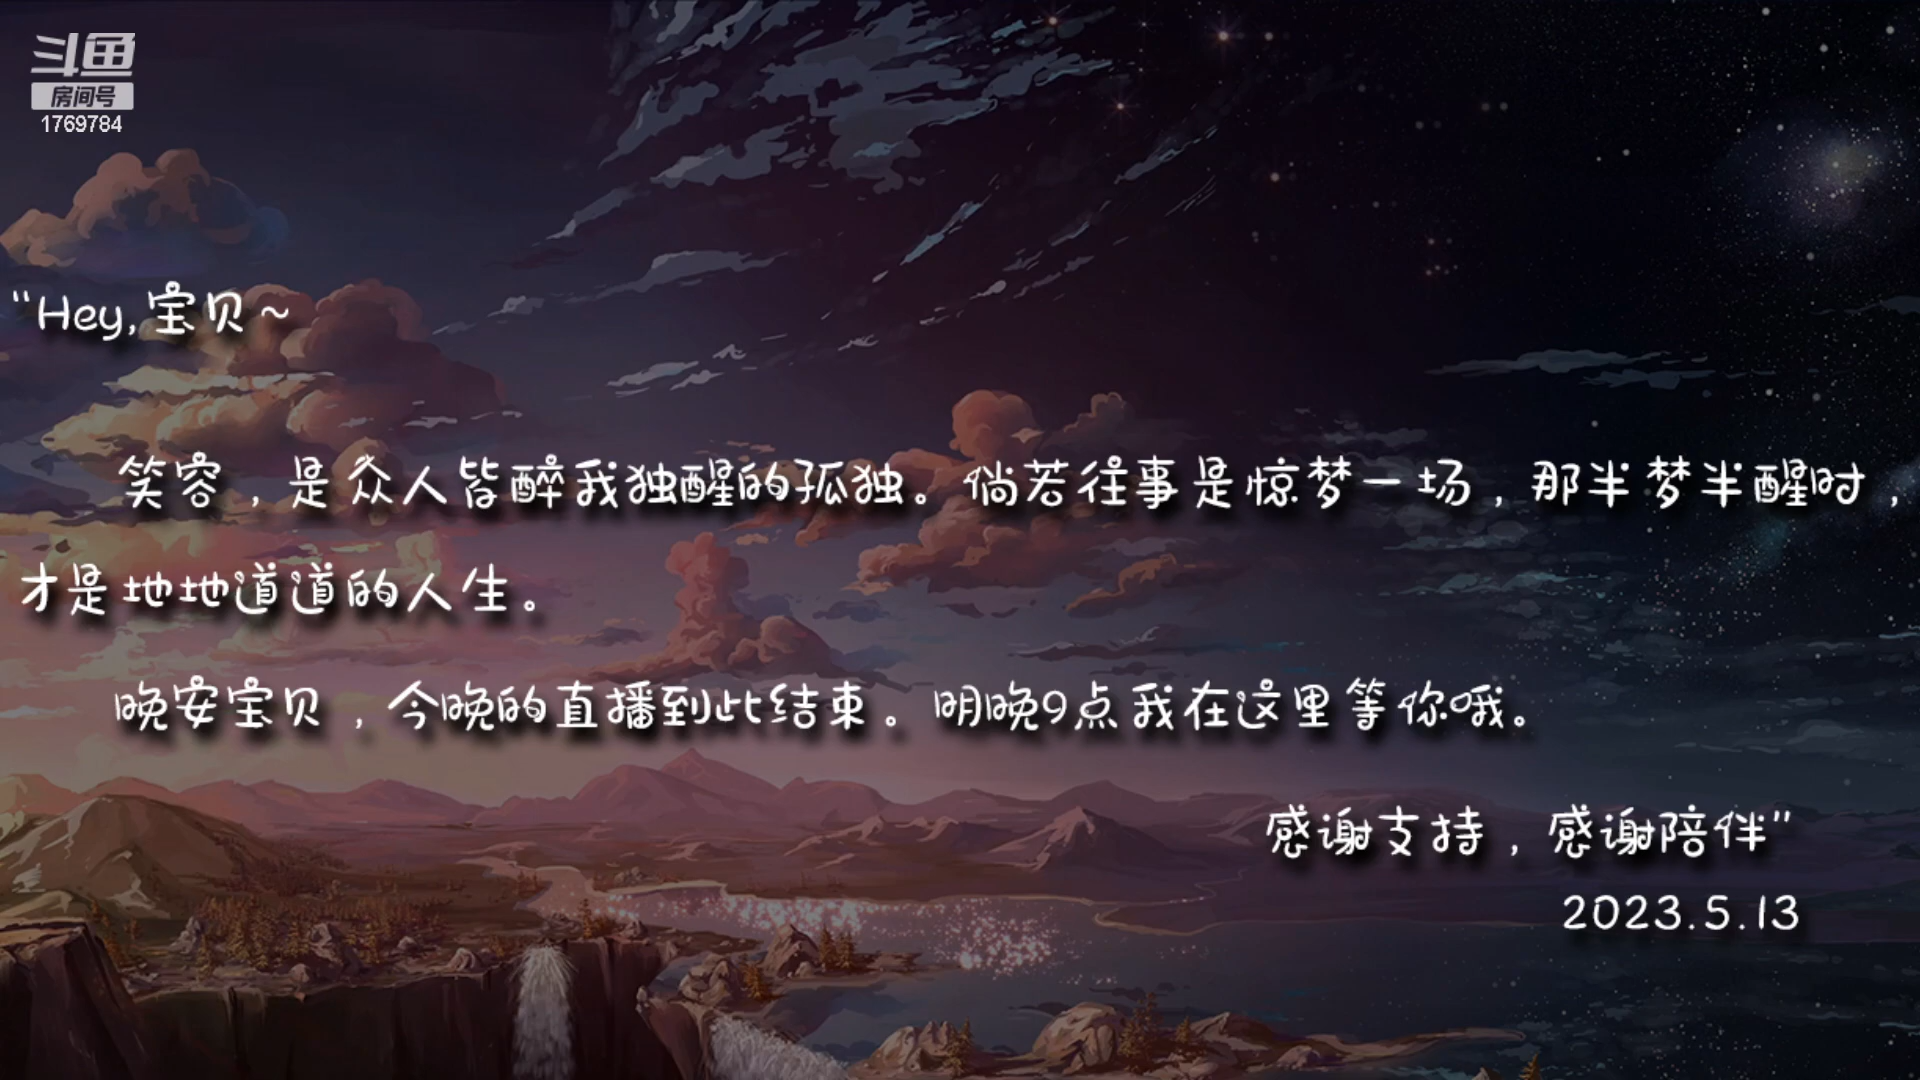 斗鱼
房间号
1769784
“Hey,宝贝~
笑容，是众人皆醉我独醒的孤独。倘若往事是惊梦一场，那半梦半醒时，
才是地地道道的人生。
晚安宝贝，今晚的直播到此结束。明晚9点我在这里等你哦。
感谢支持，感谢陪伴”
2023.5.13